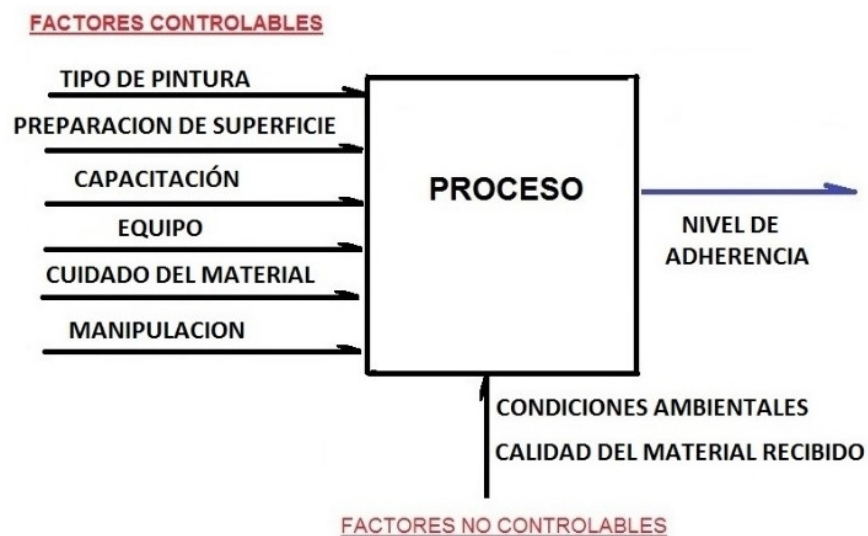 FACTORES CONTROLABLES
TIPO DE PINTURA
PREPARACION DE SUPERFICIE
CAPACITACIÓN
EQUIPO
CUIDADO DEL MATERIAL
MANIPULACION
PROCESO
NIVEL DE
ADHERENCIA
CONDICIONES AMBIENTALES
CALIDAD DEL MATERIAL RECIBIDO
FACTORES NO CONTROLABLES